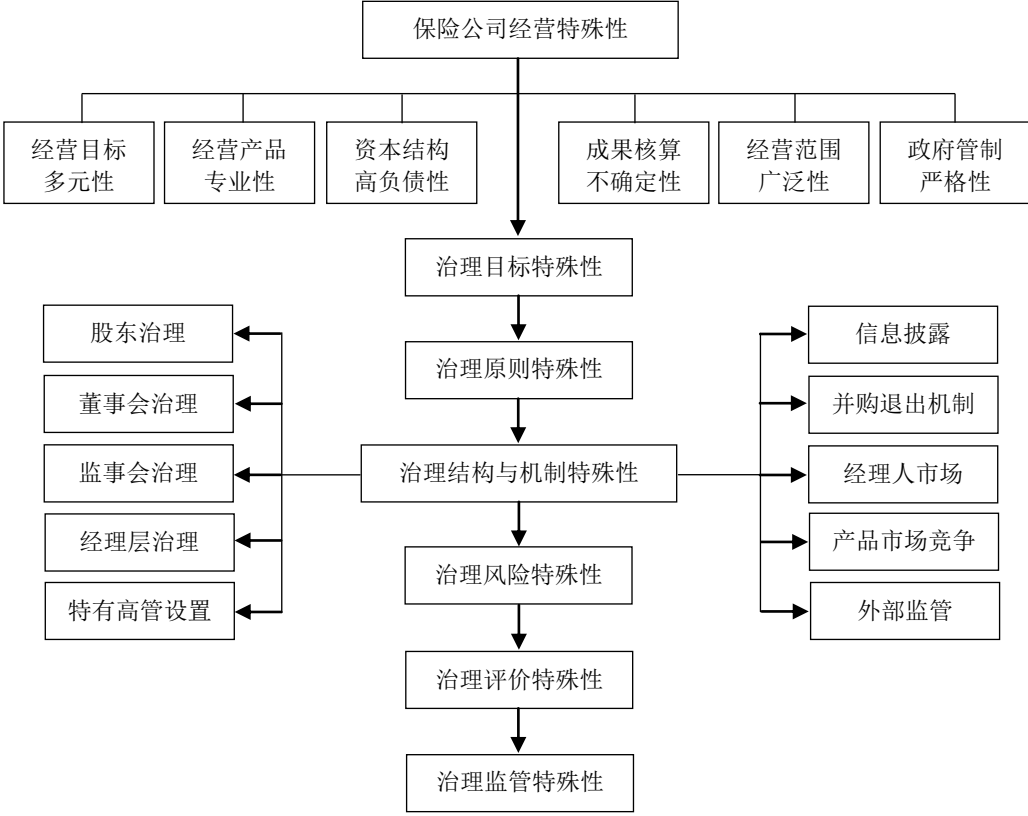 保险公司经营特殊性
经营目标
多元性
经营产品
专业性
资本结构
高负债性
成果核算
不确定性
经营范围
广泛性
政府管制
严格性
治理目标特殊性
治理原则特殊性
治理结构与机制特殊性
股东治理
董事会治理
监事会治理
经理层治理
特有高管设置
信息披露
并购退出机制
经理人市场
产品市场竞争
外部监管
治理风险特殊性
治理评价特殊性
治理监管特殊性